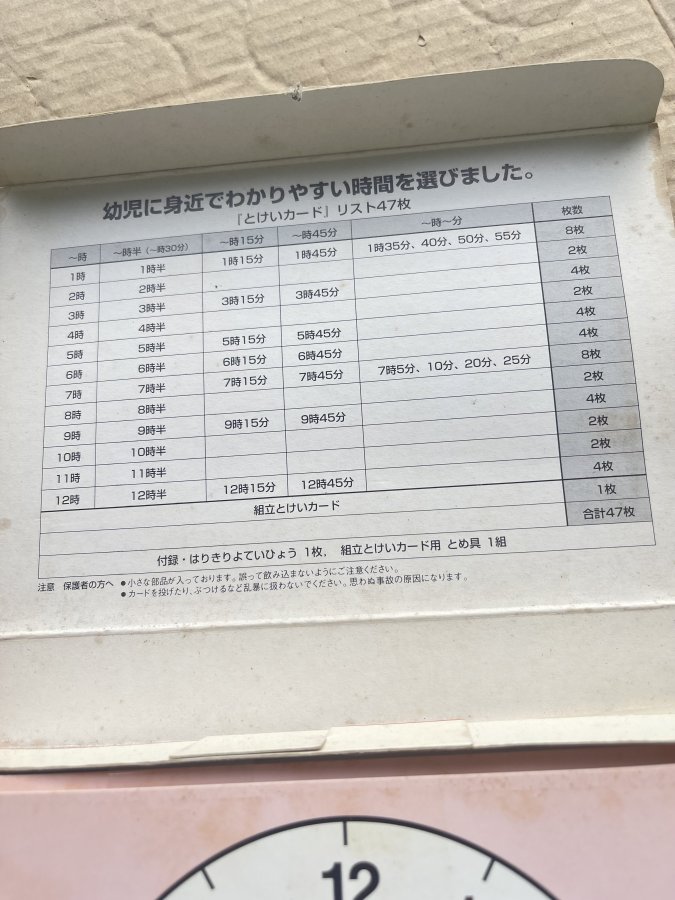 幼児に身近でわかりやすい時間を選びました。
『とけいカード』リスト47枚
～時 ～時半（～時30分） ～時15分 ～時45分 ～時～分 枚数
1時 1時半 1時15分 1時45分 1時35分、40分、50分、55分 8枚
2時 2時半 2枚
3時 3時半 3時15分 3時45分 4枚
4時 4時半 2枚
5時 5時半 5時15分 5時45分 4枚
6時 6時半 6時15分 6時45分 4枚
7時 7時半 7時15分 7時45分 7時5分、10分、20分、25分 8枚
8時 8時半 2枚
9時 9時半 9時15分 9時45分 4枚
10時 10時半 2枚
11時 11時半 2枚
12時 12時半 12時15分 12時45分 4枚
組立とけいカード 1枚
合計47枚
付録・はりきりよていひょう 1枚， 組立とけいカード用 とめ具 1組
注意 保護者の方へ ●小さな部品が入っております。誤って飲み込まないようにご注意ください。
●カードを投げたり、ぶつけるなど乱暴に扱わないでください。思わぬ事故の原因になります。
12